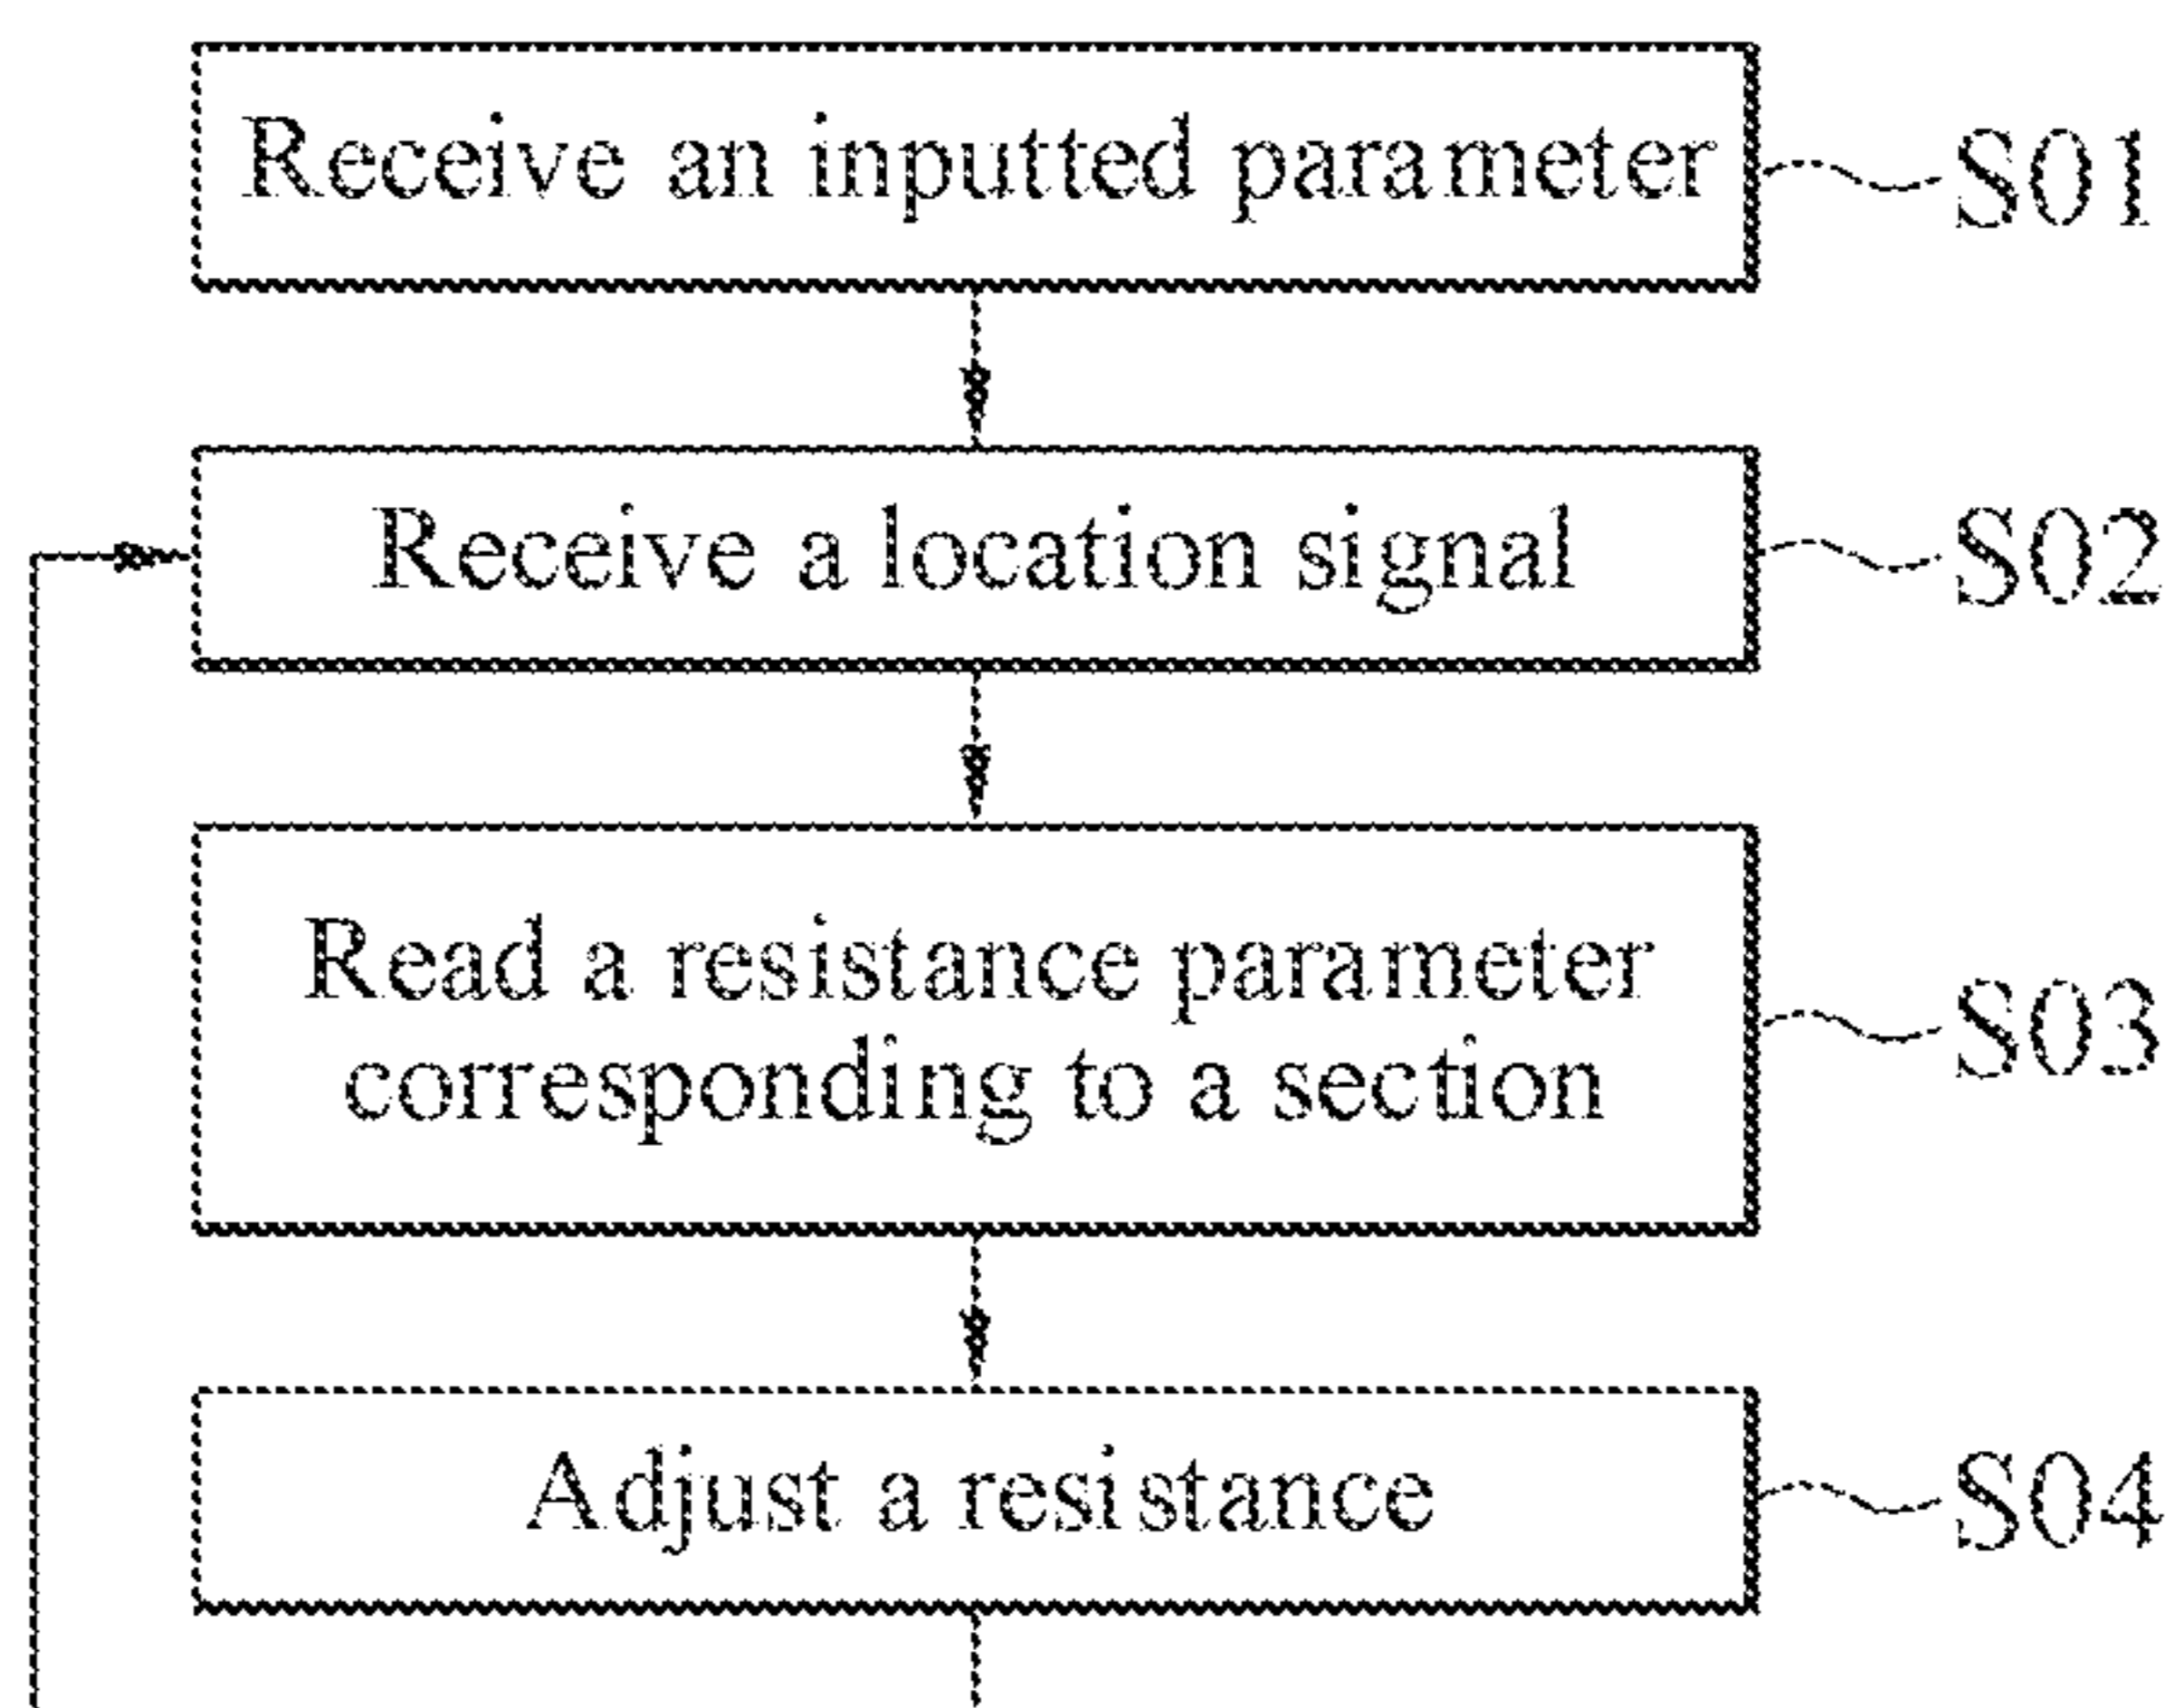 Receive an inputted parameter S01
Receive a location signal S02
Read a resistance parameter
corresponding to a section S03
Adjust a resistance S04